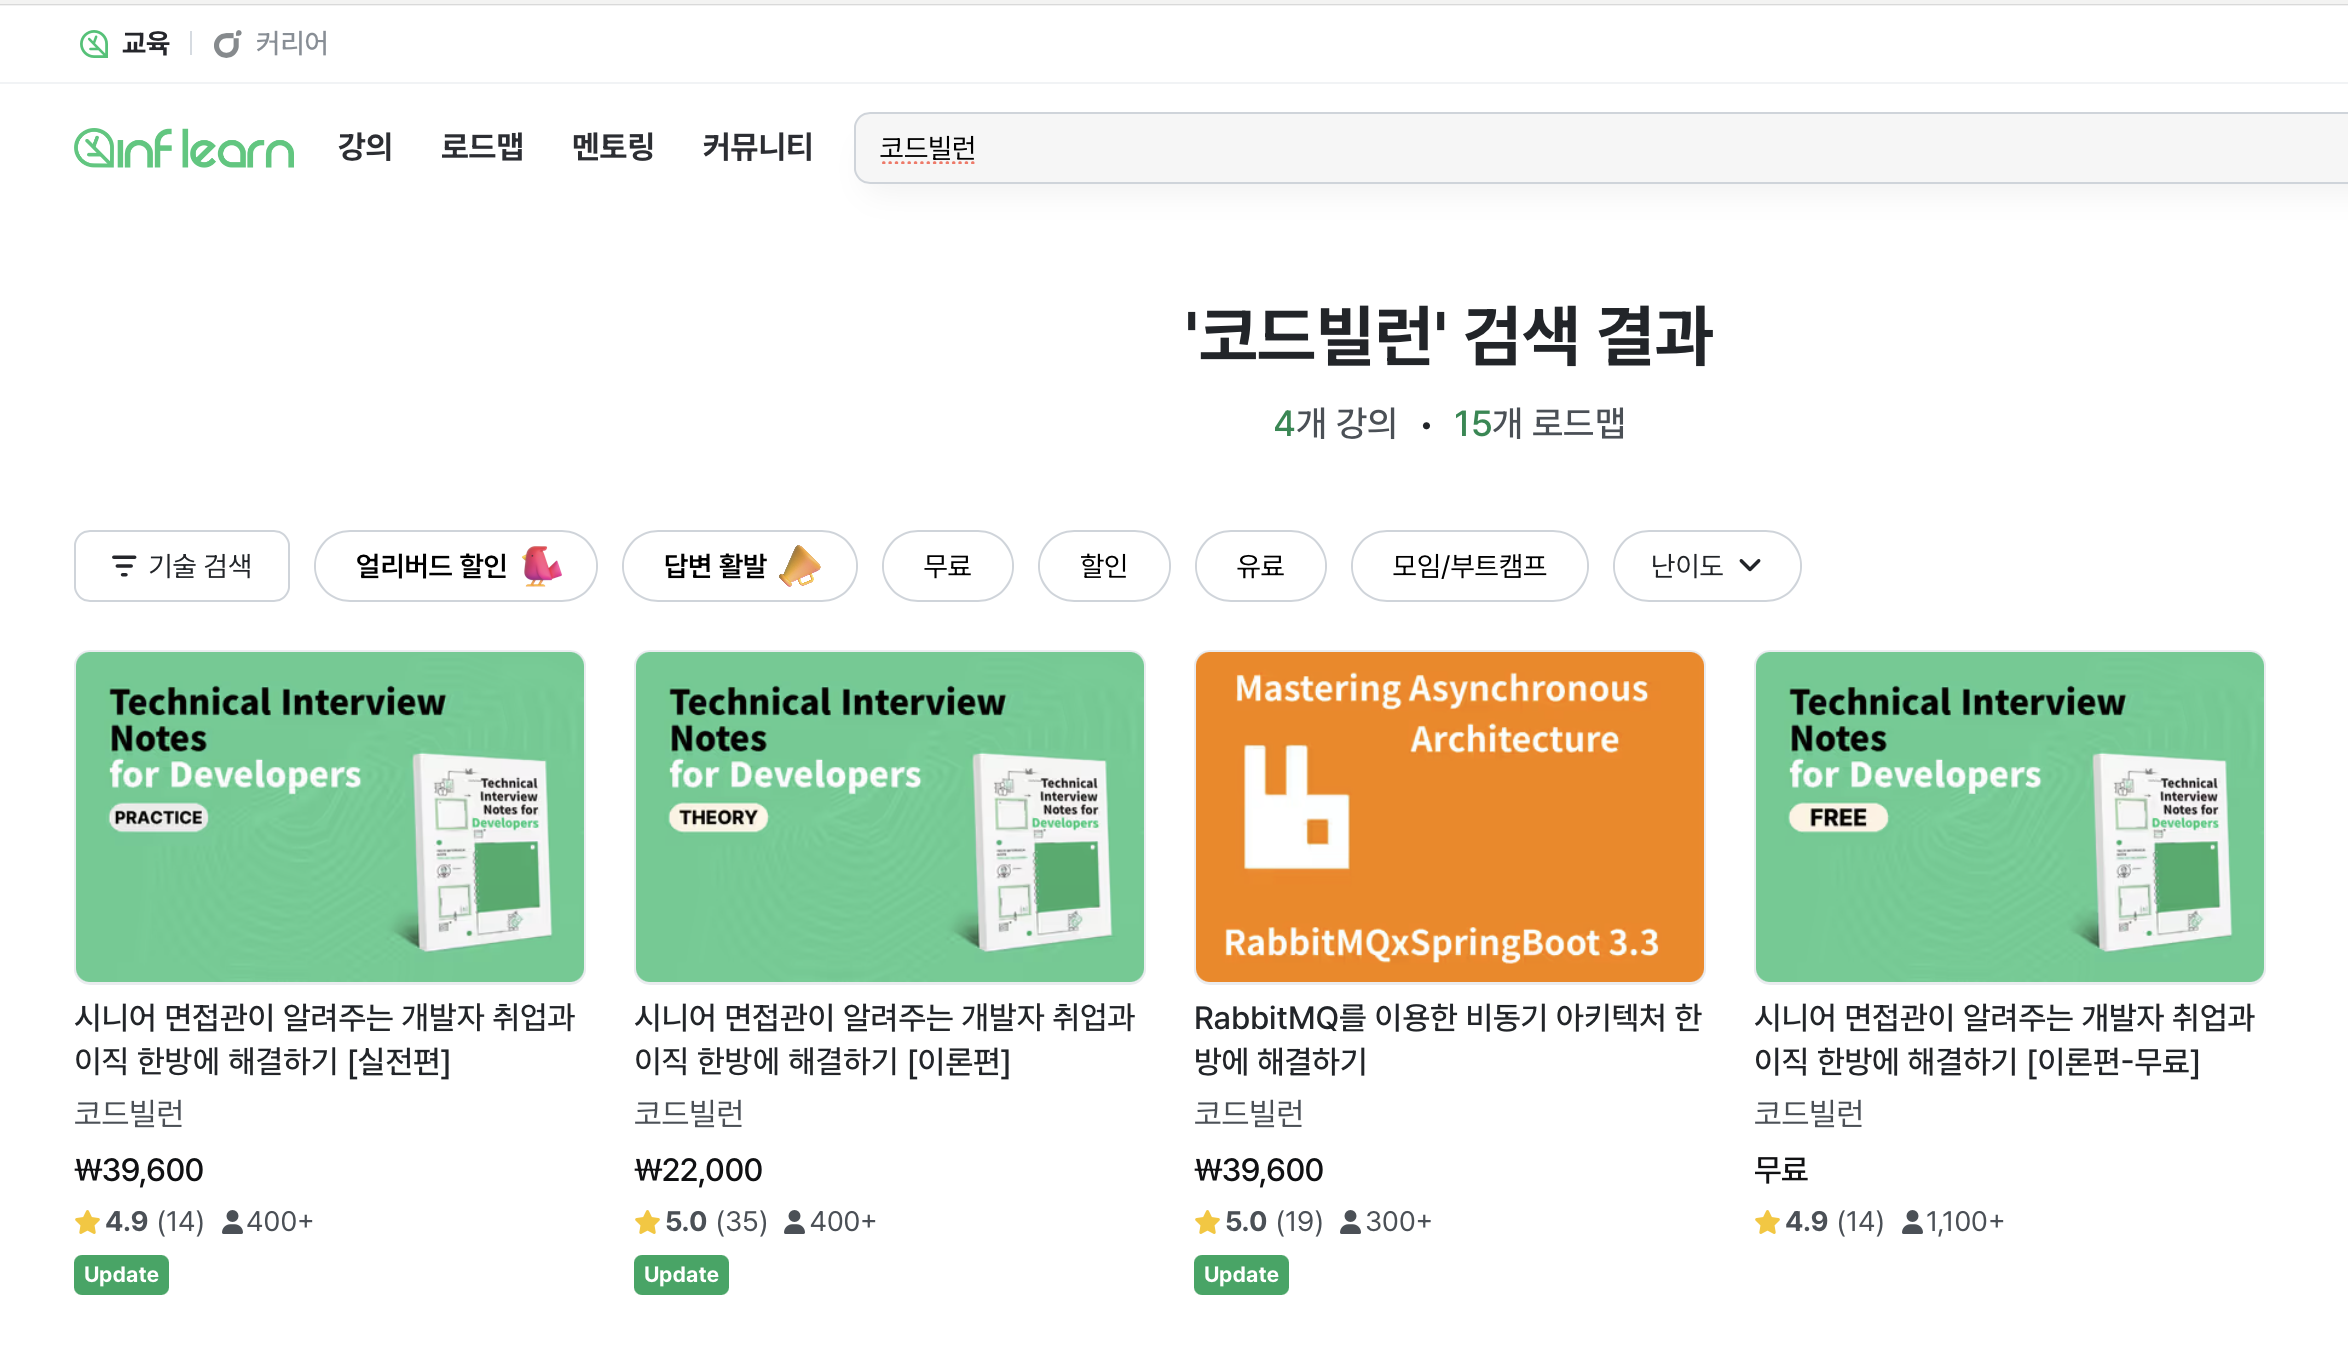 교육
커리어
inflearn
강의
로드맵
멘토링
커뮤니티
코드빌런
'코드빌런' 검색 결과
4개 강의 • 15개 로드맵
기술 검색
얼리버드 할인
답변 활발
무료
할인
유료
모임/부트캠프
난이도
Technical Interview
Notes
for Developers
PRACTICE
Technical
Interview
Notes for
Developers
시니어 면접관이 알려주는 개발자 취업과
이직 한방에 해결하기 [실전편]
코드빌런
₩39,600
4.9 (14) 400+
Update
Technical Interview
Notes
for Developers
THEORY
Technical
Interview
Notes for
Developers
시니어 면접관이 알려주는 개발자 취업과
이직 한방에 해결하기 [이론편]
코드빌런
₩22,000
5.0 (35) 400+
Update
Mastering Asynchronous
Architecture
RabbitMQxSpringBoot 3.3
RabbitMQ를 이용한 비동기 아키텍처 한
방에 해결하기
코드빌런
₩39,600
5.0 (19) 300+
Update
Technical Interview
Notes
for Developers
FREE
Technical
Interview
Notes for
Developers
시니어 면접관이 알려주는 개발자 취업과
이직 한방에 해결하기 [이론편-무료]
코드빌런
무료
4.9 (14) 1,100+